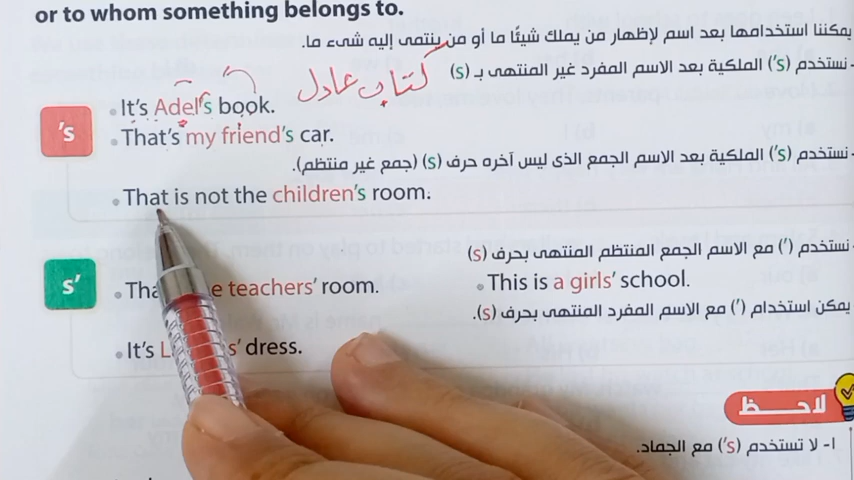 or to whom something belongs to.
يمكننا استخدامها بعد اسم لإظهار من يملك شيئًا ما أو من ينتمى إليه شىء ما.
نستخدم (s') الملكية بعد الاسم المفرد غير المنتهى بـ (s)
كتاب عادل
's
It's Adel's book.
That's my friend's car.
نستخدم (s') الملكية بعد الاسم الجمع الذى ليس آخره حرف (s) (جمع غير منتظم).
That is not the children's room.
نستخدم (') مع الاسم الجمع المنتظم المنتهى بحرف (s)
s'
teachers' room.
This is a girls' school.
يمكن استخدام (') مع الاسم المفرد المنتهى بحرف (s).
It's dress.
لاحظ
١- لا تستخدم (s') مع الجماد.